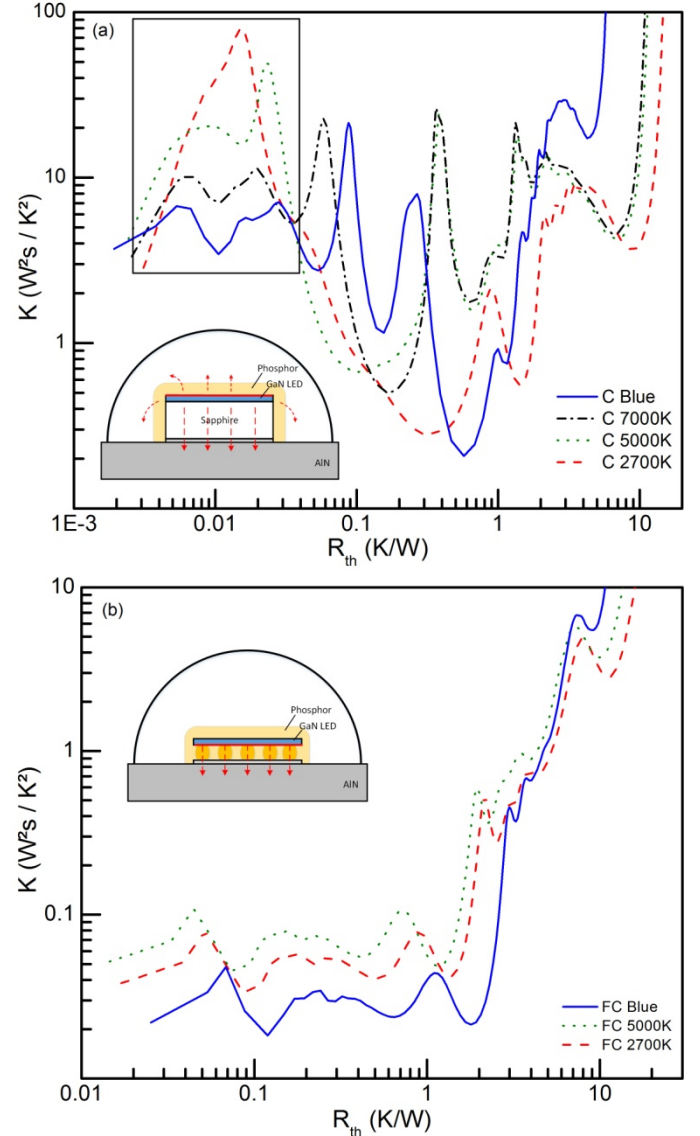 (a)
100
10
1
K (W²s / K²)
Phosphor
GaN LED
Sapphire
AlN
C Blue
C 7000K
C 5000K
C 2700K
1E-3
0.01
0.1
1
10
R_th (K/W)
(b)
10
1
0.1
K (W²s / K²)
Phosphor
GaN LED
AlN
FC Blue
FC 5000K
FC 2700K
0.01
0.1
1
10
R_th (K/W)